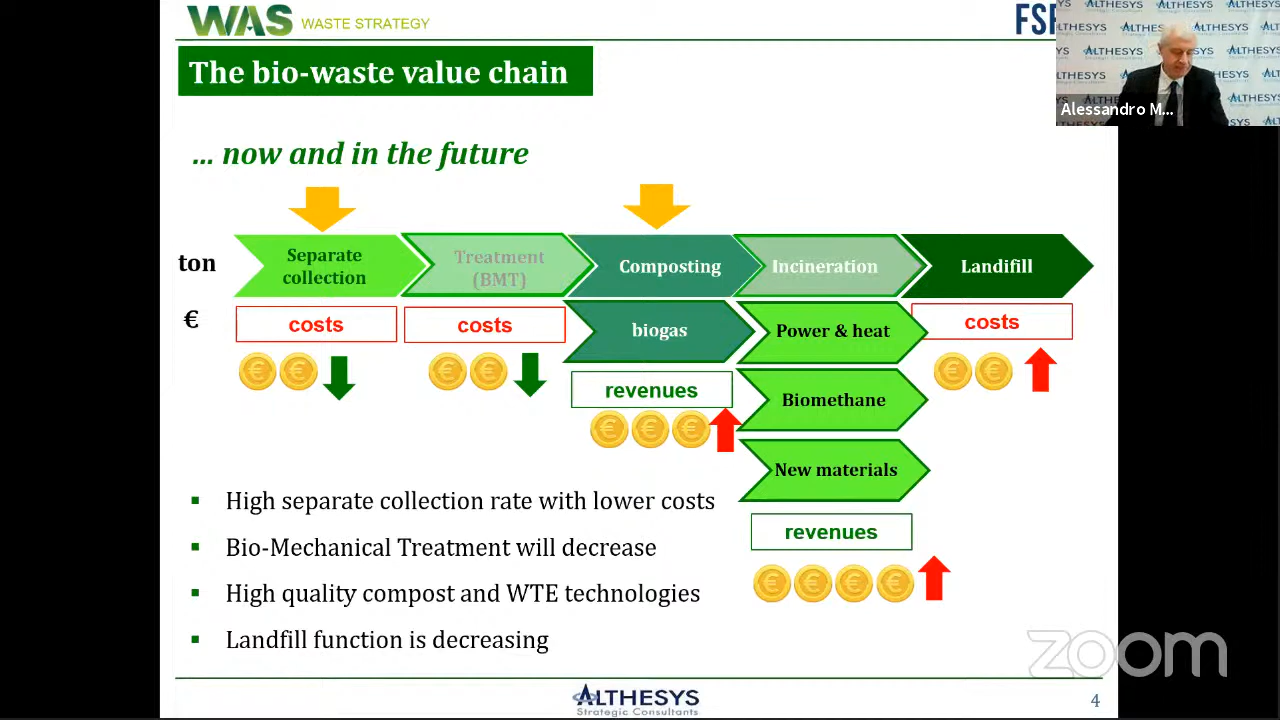 WAS WASTE STRATEGY
The bio-waste value chain
... now and in the future
ton
Separate
collection
Treatment
(BMT)
Composting
Incineration
Landifill
€
costs
costs
biogas
Power & heat
costs
revenues
Biomethane
New materials
revenues
▪ High separate collection rate with lower costs
▪ Bio-Mechanical Treatment will decrease
▪ High quality compost and WTE technologies
▪ Landfill function is decreasing
ALTHESYS
Strategic Consultants
4
Alessandro M...
ALTHESYS
zoom